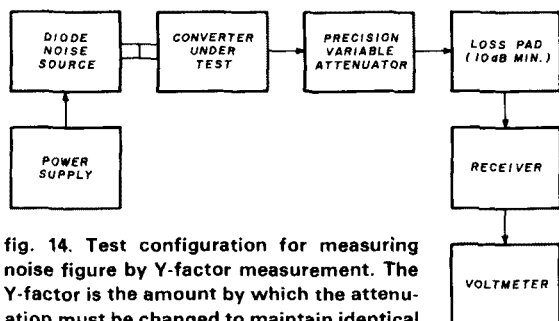 DIODE
NOISE
SOURCE
CONVERTER
UNDER
TEST
PRECISION
VARIABLE
ATTENUATOR
LOSS PAD
(10dB MIN.)
POWER
SUPPLY
RECEIVER
VOLTMETER
fig. 14. Test configuration for measuring
noise figure by Y-factor measurement. The
Y-factor is the amount by which the attenu-
ation must be changed to maintain identical